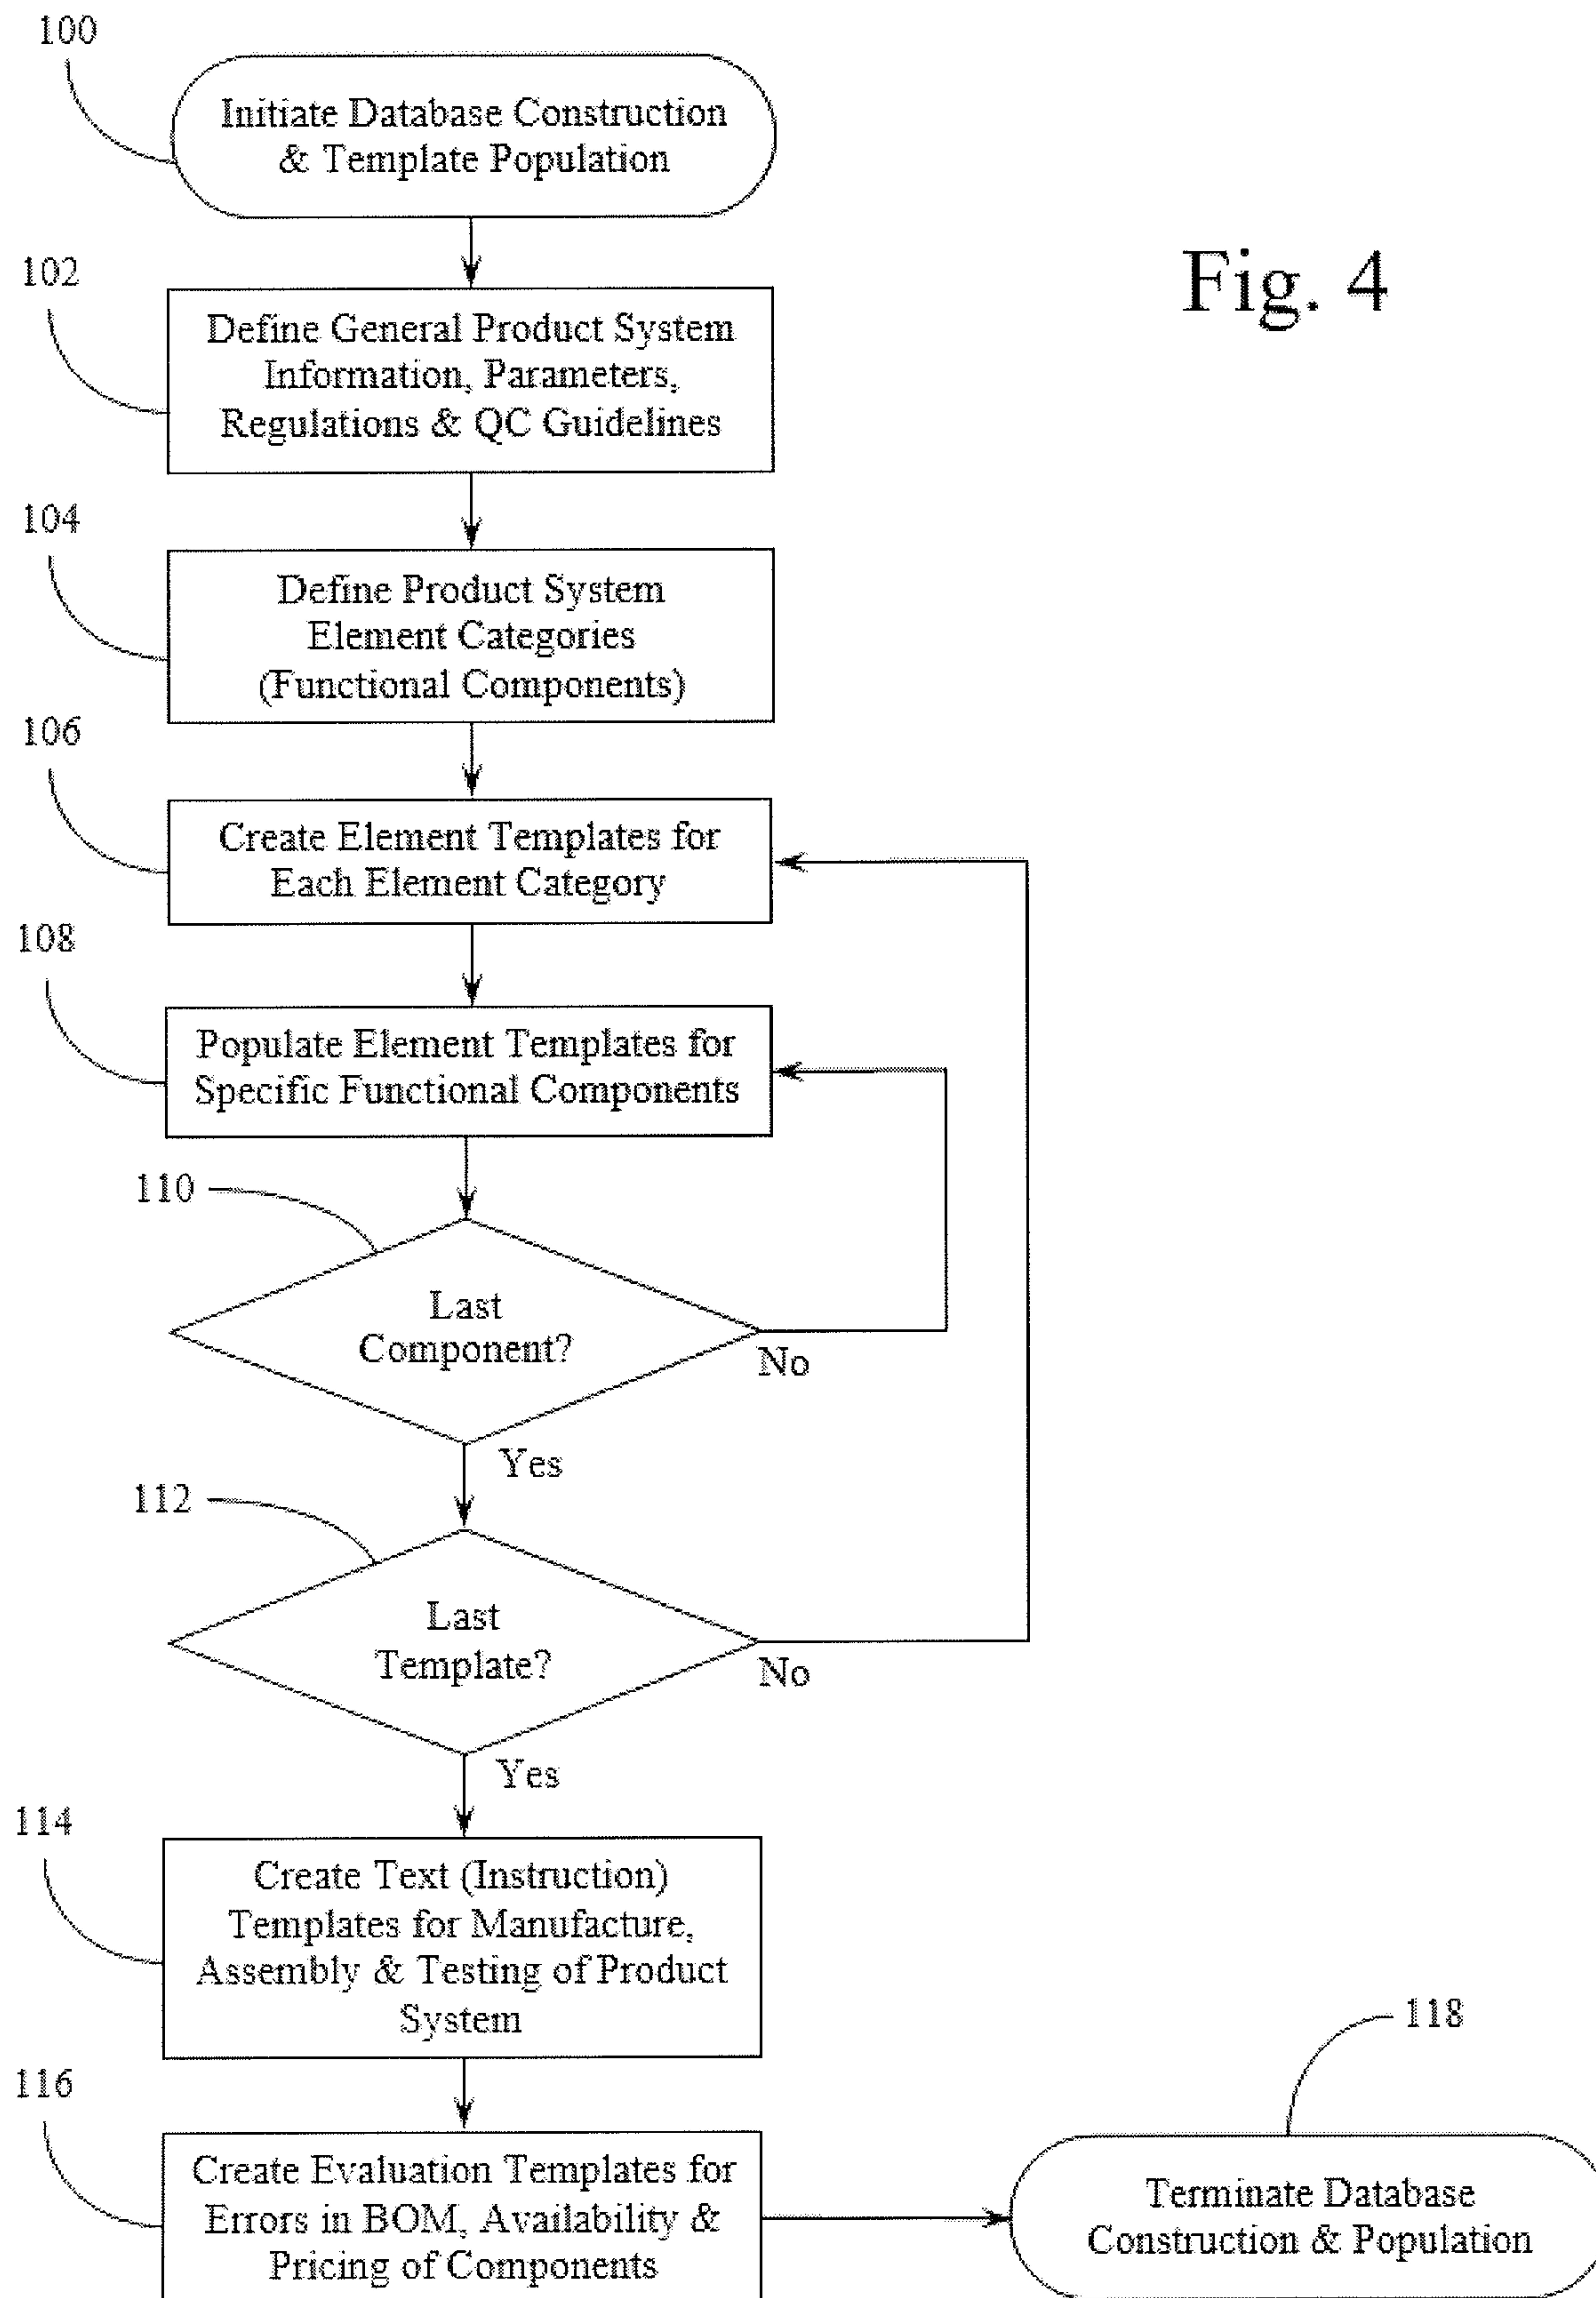 100
Initiate Database Construction
& Template Population
Fig. 4
102
Define General Product System
Information, Parameters,
Regulations & QC Guidelines
104
Define Product System
Element Categories
(Functional Components)
106
Create Element Templates for
Each Element Category
108
Populate Element Templates for
Specific Functional Components
110
Last
Component?
No
Yes
112
Last
Template?
No
Yes
114
Create Text (Instruction)
Templates for Manufacture,
Assembly & Testing of Product
System
116
Create Evaluation Templates for
Errors in BOM, Availability &
Pricing of Components
118
Terminate Database
Construction & Population